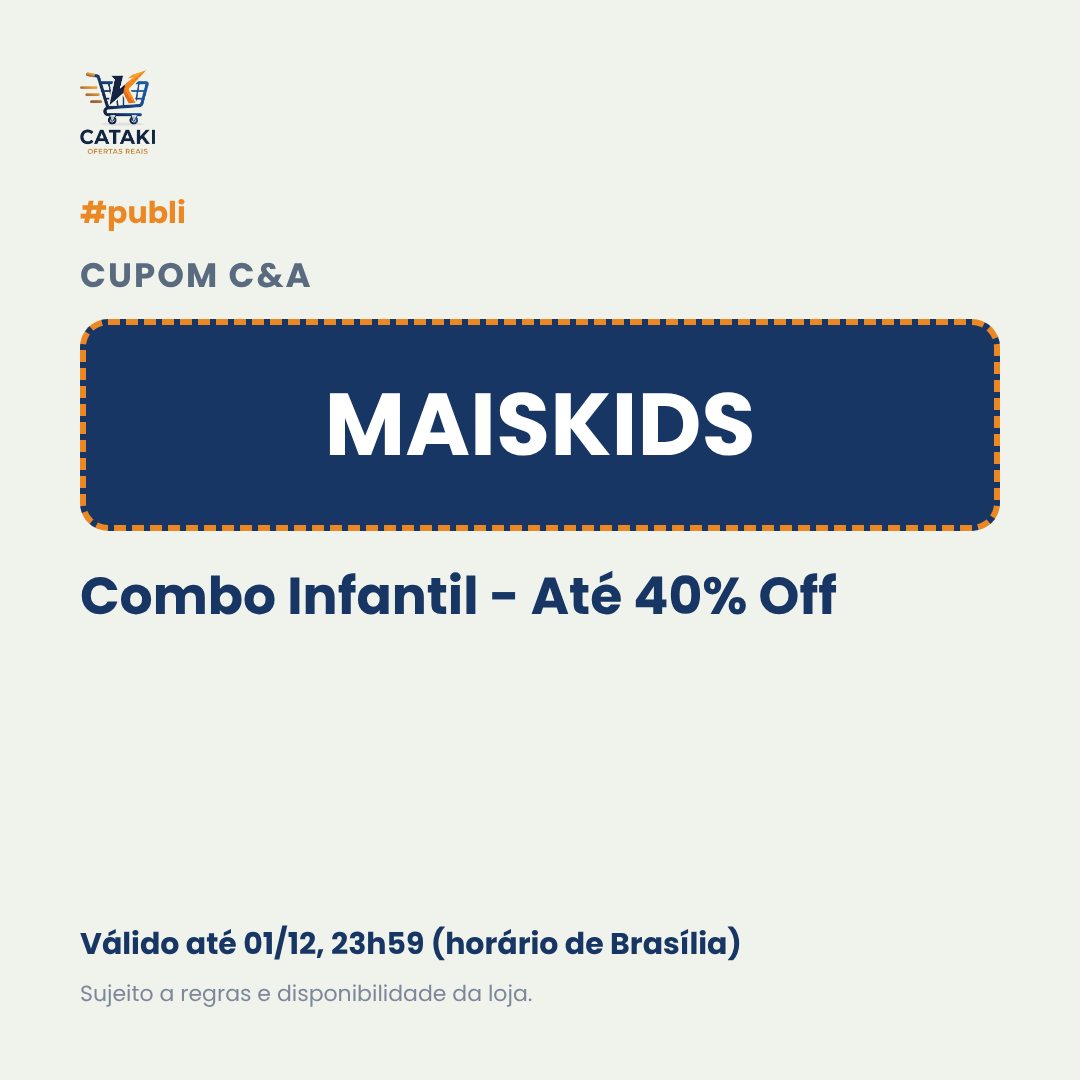 CATAKI
OFERTAS REAIS
#publi
CUPOM C&A
MAISKIDS
Combo Infantil - Até 40% Off
Válido até 01/12, 23h59 (horário de Brasília)
Sujeito a regras e disponibilidade da loja.